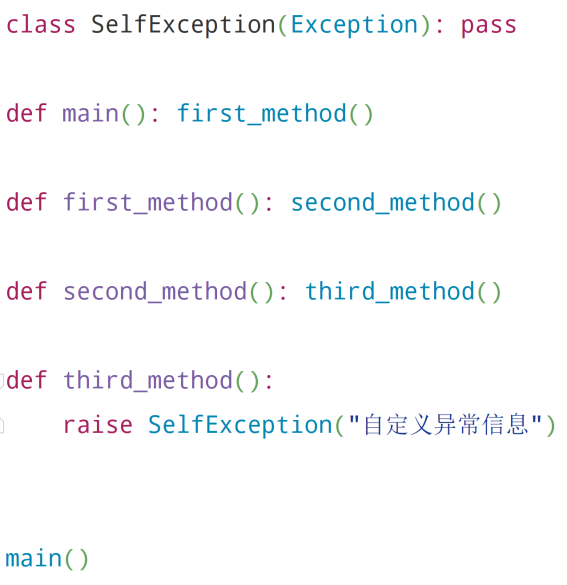 class SelfException(Exception): pass
def main(): first_method()
def first_method(): second_method()
def second_method(): third_method()
def third_method():
    raise SelfException("自定义异常信息")
main()